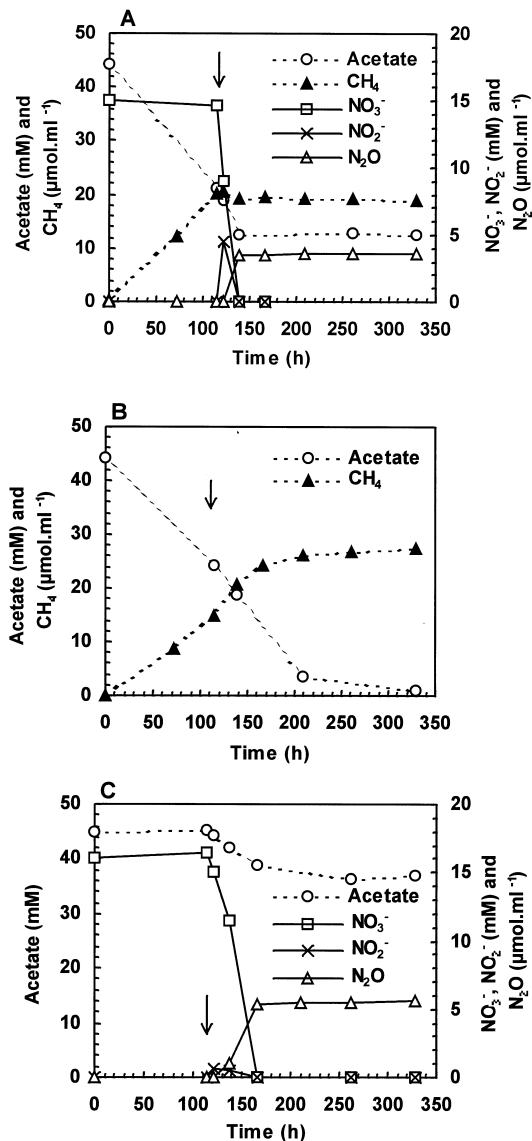 A
Acetate
CH₄
NO₃⁻
NO₂⁻
N₂O
50
40
30
20
10
0
20
15
10
5
0
0 50 100 150 200 250 300 350
Time (h)
Acetate (mM) and
CH₄ (µmol.ml⁻¹)
NO₃⁻, NO₂⁻ (mM) and
N₂O (µmol.ml⁻¹)
B
Acetate
CH₄
50
40
30
20
10
0
0 50 100 150 200 250 300 350
Time (h)
Acetate (mM) and
CH₄ (µmol.ml⁻¹)
C
Acetate
NO₃⁻
NO₂⁻
N₂O
50
40
30
20
10
0
20
15
10
5
0
0 50 100 150 200 250 300 350
Time (h)
Acetate (mM)
NO₃⁻, NO₂⁻ (mM) and
N₂O (µmol.ml⁻¹)